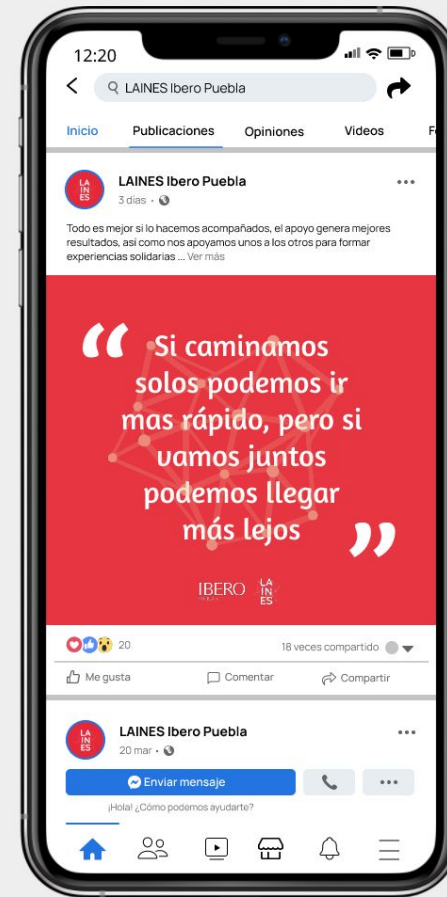 12:20
LAINES Ibero Puebla
Inicio Publicaciones Opiniones Videos
LA
IN
ES
LAINES Ibero Puebla
3 días
Todo es mejor si lo hacemos acompañados, el apoyo genera mejores
resultados, así como nos apoyamos unos a los otros para formar
experiencias solidarias ... Ver más
“
Si caminamos
solos podemos ir
mas rápido, pero si
vamos juntos
podemos llegar
más lejos
”
IBERO
LA
IN
ES
20
18 veces compartido
Me gusta Comentar Compartir
LA
IN
ES
LAINES Ibero Puebla
20 mar
Enviar mensaje
¡Hola! ¿Cómo podemos ayudarte?